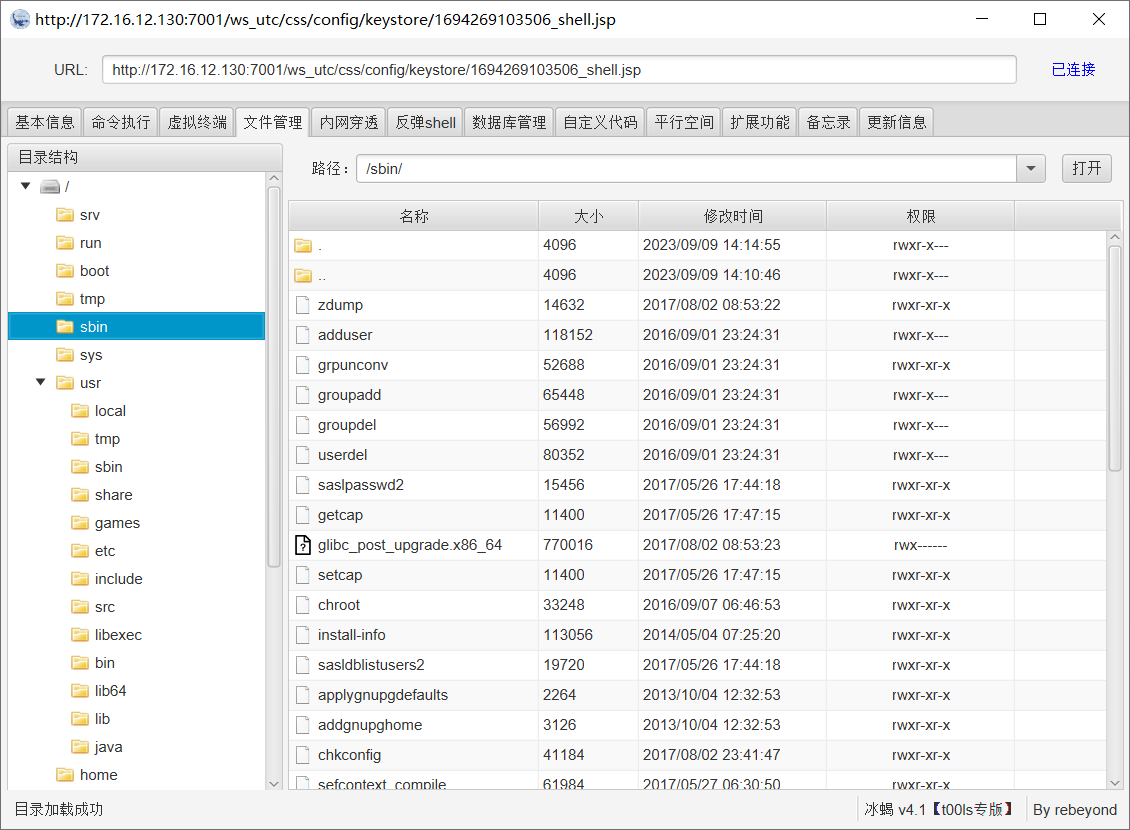 http://172.16.12.130:7001/ws_utc/css/config/keystore/1694269103506_shell.jsp
URL: http://172.16.12.130:7001/ws_utc/css/config/keystore/1694269103506_shell.jsp 已连接
基本信息 命令执行 虚拟终端 文件管理 内网穿透 反弹shell 数据库管理 自定义代码 平行空间 扩展功能 备忘录 更新信息
目录结构
/
srv
run
boot
tmp
sbin
sys
usr
local
tmp
sbin
share
games
etc
include
src
libexec
bin
lib64
lib
java
home
路径： /sbin/ 打开
名称 大小 修改时间 权限
. 4096 2023/09/09 14:14:55 rwxr-x---
.. 4096 2023/09/09 14:10:46 rwxr-x---
zdump 14632 2017/08/02 08:53:22 rwxr-xr-x
adduser 118152 2016/09/01 23:24:31 rwxr-x---
grpunconv 52688 2016/09/01 23:24:31 rwxr-xr-x
groupadd 65448 2016/09/01 23:24:31 rwxr-x---
groupdel 56992 2016/09/01 23:24:31 rwxr-x---
userdel 80352 2016/09/01 23:24:31 rwxr-x---
saslpasswd2 15456 2017/05/26 17:44:18 rwxr-xr-x
getcap 11400 2017/05/26 17:47:15 rwxr-xr-x
glibc_post_upgrade.x86_64 770016 2017/08/02 08:53:23 rwx------
setcap 11400 2017/05/26 17:47:15 rwxr-xr-x
chroot 33248 2016/09/07 06:46:53 rwxr-xr-x
install-info 113056 2014/05/04 07:25:20 rwxr-xr-x
sasldblistusers2 19720 2017/05/26 17:44:18 rwxr-xr-x
applygnupgdefaults 2264 2013/10/04 12:32:53 rwxr-xr-x
addgnupghome 3126 2013/10/04 12:32:53 rwxr-xr-x
chkconfig 41184 2017/08/02 23:41:47 rwxr-xr-x
sefcontext_compile 61984 2017/05/27 06:30:50 rwxr-xr-x
目录加载成功 冰蝎 v4.1【t00ls专版】 By rebeyond